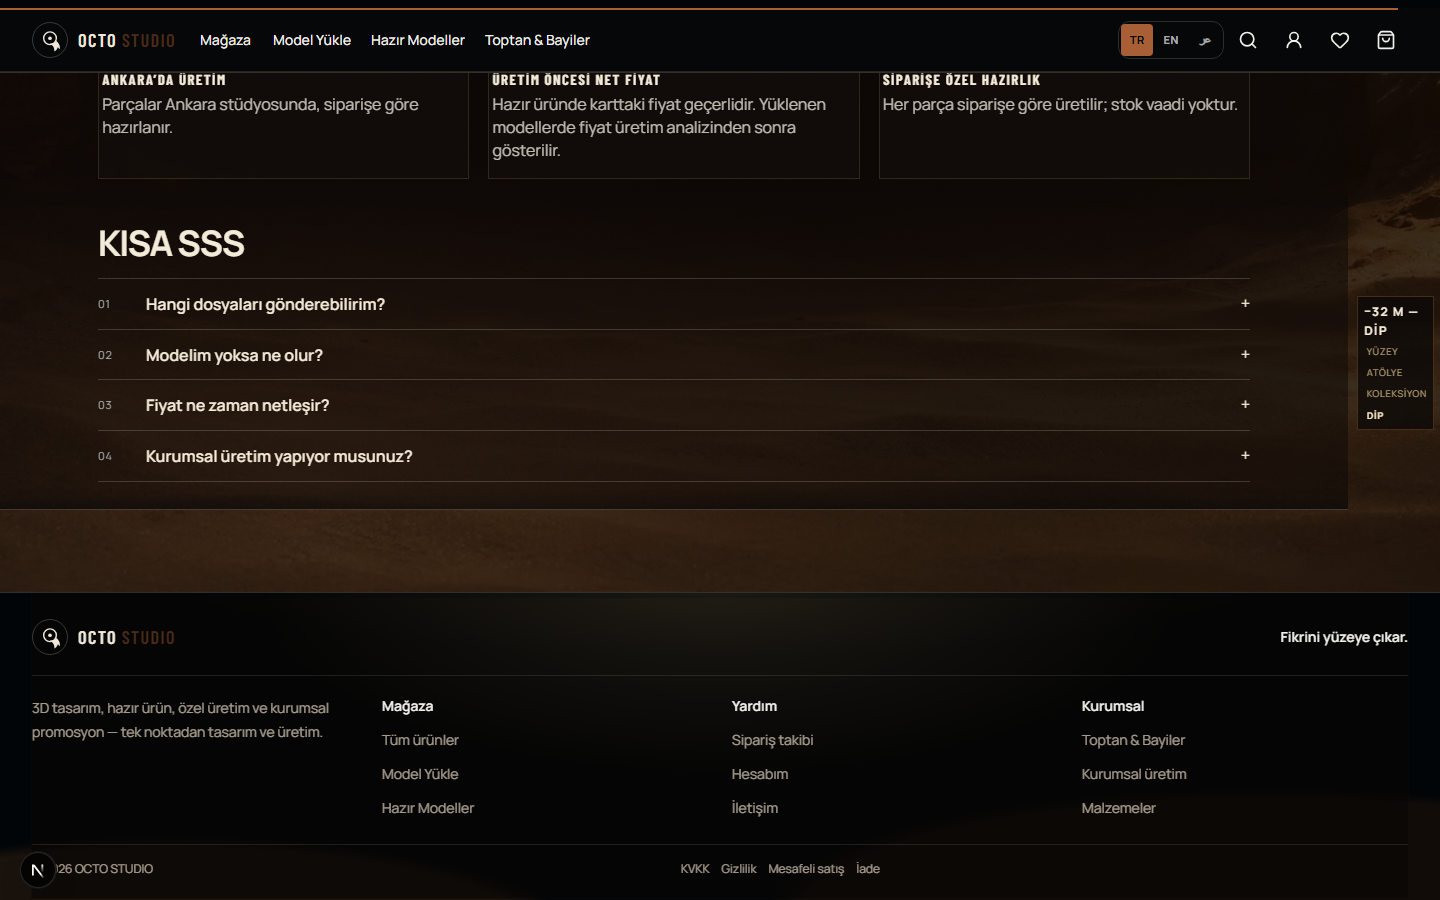 OCTO STUDIO
Mağaza
Model Yükle
Hazır Modeller
Toptan & Bayiler
TR
EN
ANKARA'DA ÜRETİM
Parçalar Ankara stüdyosunda, siparişe göre
hazırlanır.
ÜRETİM ÖNCESİ NET FİYAT
Hazır üründe karttaki fiyat geçerlidir. Yüklenen
modellerde fiyat üretim analizinden sonra
gösterilir.
SİPARİŞE ÖZEL HAZIRLIK
Her parça siparişe göre üretilir; stok vaadi yoktur.
KISA SSS
01 Hangi dosyaları gönderebilirim? +
02 Modelim yoksa ne olur? +
03 Fiyat ne zaman netleşir? +
04 Kurumsal üretim yapıyor musunuz? +
−32 M —
DİP
YÜZEY
ATÖLYE
KOLEKSİYON
DİP
OCTO STUDIO
Fikrini yüzeye çıkar.
3D tasarım, hazır ürün, özel üretim ve kurumsal
promosyon — tek noktadan tasarım ve üretim.
Mağaza
Tüm ürünler
Model Yükle
Hazır Modeller
Yardım
Sipariş takibi
Hesabım
İletişim
Kurumsal
Toptan & Bayiler
Kurumsal üretim
Malzemeler
N
26 OCTO STUDIO
KVKK
Gizlilik
Mesafeli satış
İade